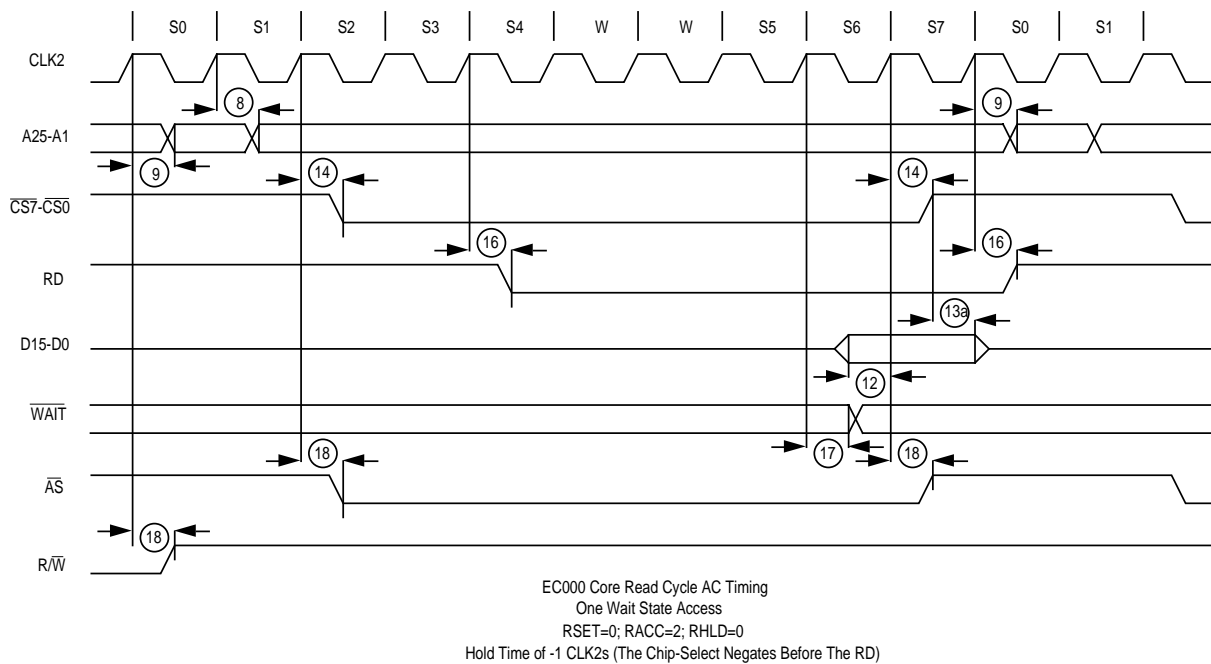 S0 S1 S2 S3 S4 W W S5 S6 S7 S0 S1
CLK2
8 9
A25-A1
9 14 14
CS7-CS0
16 16
RD
13a
D15-D0
12
WAIT
18 17 18
AS
18
R/W
EC000 Core Read Cycle AC Timing
One Wait State Access
RSET=0; RACC=2; RHLD=0
Hold Time of -1 CLK2s (The Chip-Select Negates Before The RD)